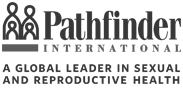 Pathfinder
INTERNATIONAL
A GLOBAL LEADER IN SEXUAL
AND REPRODUCTIVE HEALTH